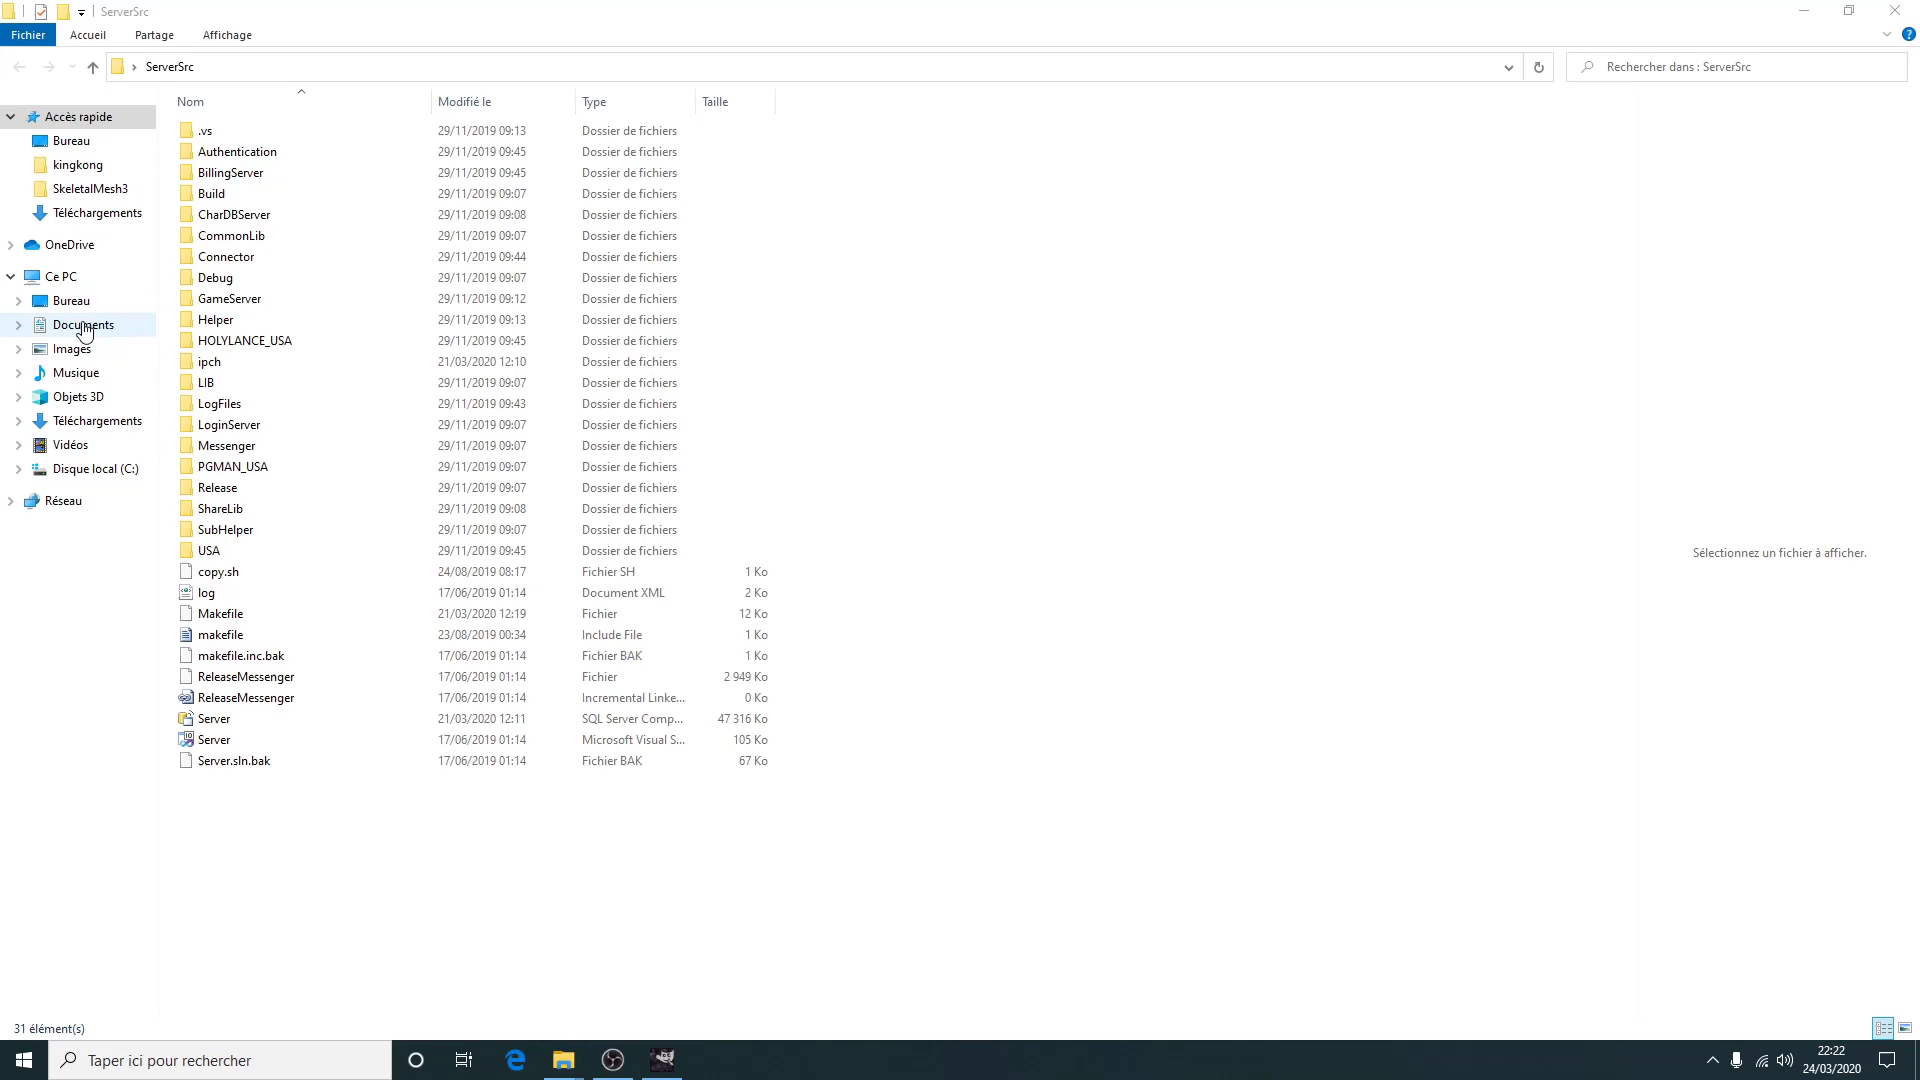 ServerSrc
Fichier Accueil Partage Affichage
ServerSrc
Rechercher dans : ServerSrc
Nom Modifié le Type Taille
Accès rapide
Bureau
kingkong
SkeletalMesh3
Téléchargements
OneDrive
Ce PC
Bureau
Documents
Images
Musique
Objets 3D
Téléchargements
Vidéos
Disque local (C:)
Réseau
.vs 29/11/2019 09:13 Dossier de fichiers
Authentication 29/11/2019 09:45 Dossier de fichiers
BillingServer 29/11/2019 09:45 Dossier de fichiers
Build 29/11/2019 09:07 Dossier de fichiers
CharDBServer 29/11/2019 09:08 Dossier de fichiers
CommonLib 29/11/2019 09:07 Dossier de fichiers
Connector 29/11/2019 09:44 Dossier de fichiers
Debug 29/11/2019 09:07 Dossier de fichiers
GameServer 29/11/2019 09:12 Dossier de fichiers
Helper 29/11/2019 09:13 Dossier de fichiers
HOLYLANCE_USA 29/11/2019 09:45 Dossier de fichiers
ipch 21/03/2020 12:10 Dossier de fichiers
LIB 29/11/2019 09:07 Dossier de fichiers
LogFiles 29/11/2019 09:43 Dossier de fichiers
LoginServer 29/11/2019 09:07 Dossier de fichiers
Messenger 29/11/2019 09:07 Dossier de fichiers
PGMAN_USA 29/11/2019 09:07 Dossier de fichiers
Release 29/11/2019 09:07 Dossier de fichiers
ShareLib 29/11/2019 09:08 Dossier de fichiers
SubHelper 29/11/2019 09:07 Dossier de fichiers
USA 29/11/2019 09:45 Dossier de fichiers
copy.sh 24/08/2019 08:17 Fichier SH 1 Ko
log 17/06/2019 01:14 Document XML 2 Ko
Makefile 21/03/2020 12:19 Fichier 12 Ko
makefile 23/08/2019 00:34 Include File 1 Ko
makefile.inc.bak 17/06/2019 01:14 Fichier BAK 1 Ko
ReleaseMessenger 17/06/2019 01:14 Fichier 2 949 Ko
ReleaseMessenger 17/06/2019 01:14 Incremental Linke... 0 Ko
Server 21/03/2020 12:11 SQL Server Comp... 47 316 Ko
Server 17/06/2019 01:14 Microsoft Visual S... 105 Ko
Server.sln.bak 17/06/2019 01:14 Fichier BAK 67 Ko
Sélectionnez un fichier à afficher.
31 élément(s)
Taper ici pour rechercher
22:22
24/03/2020